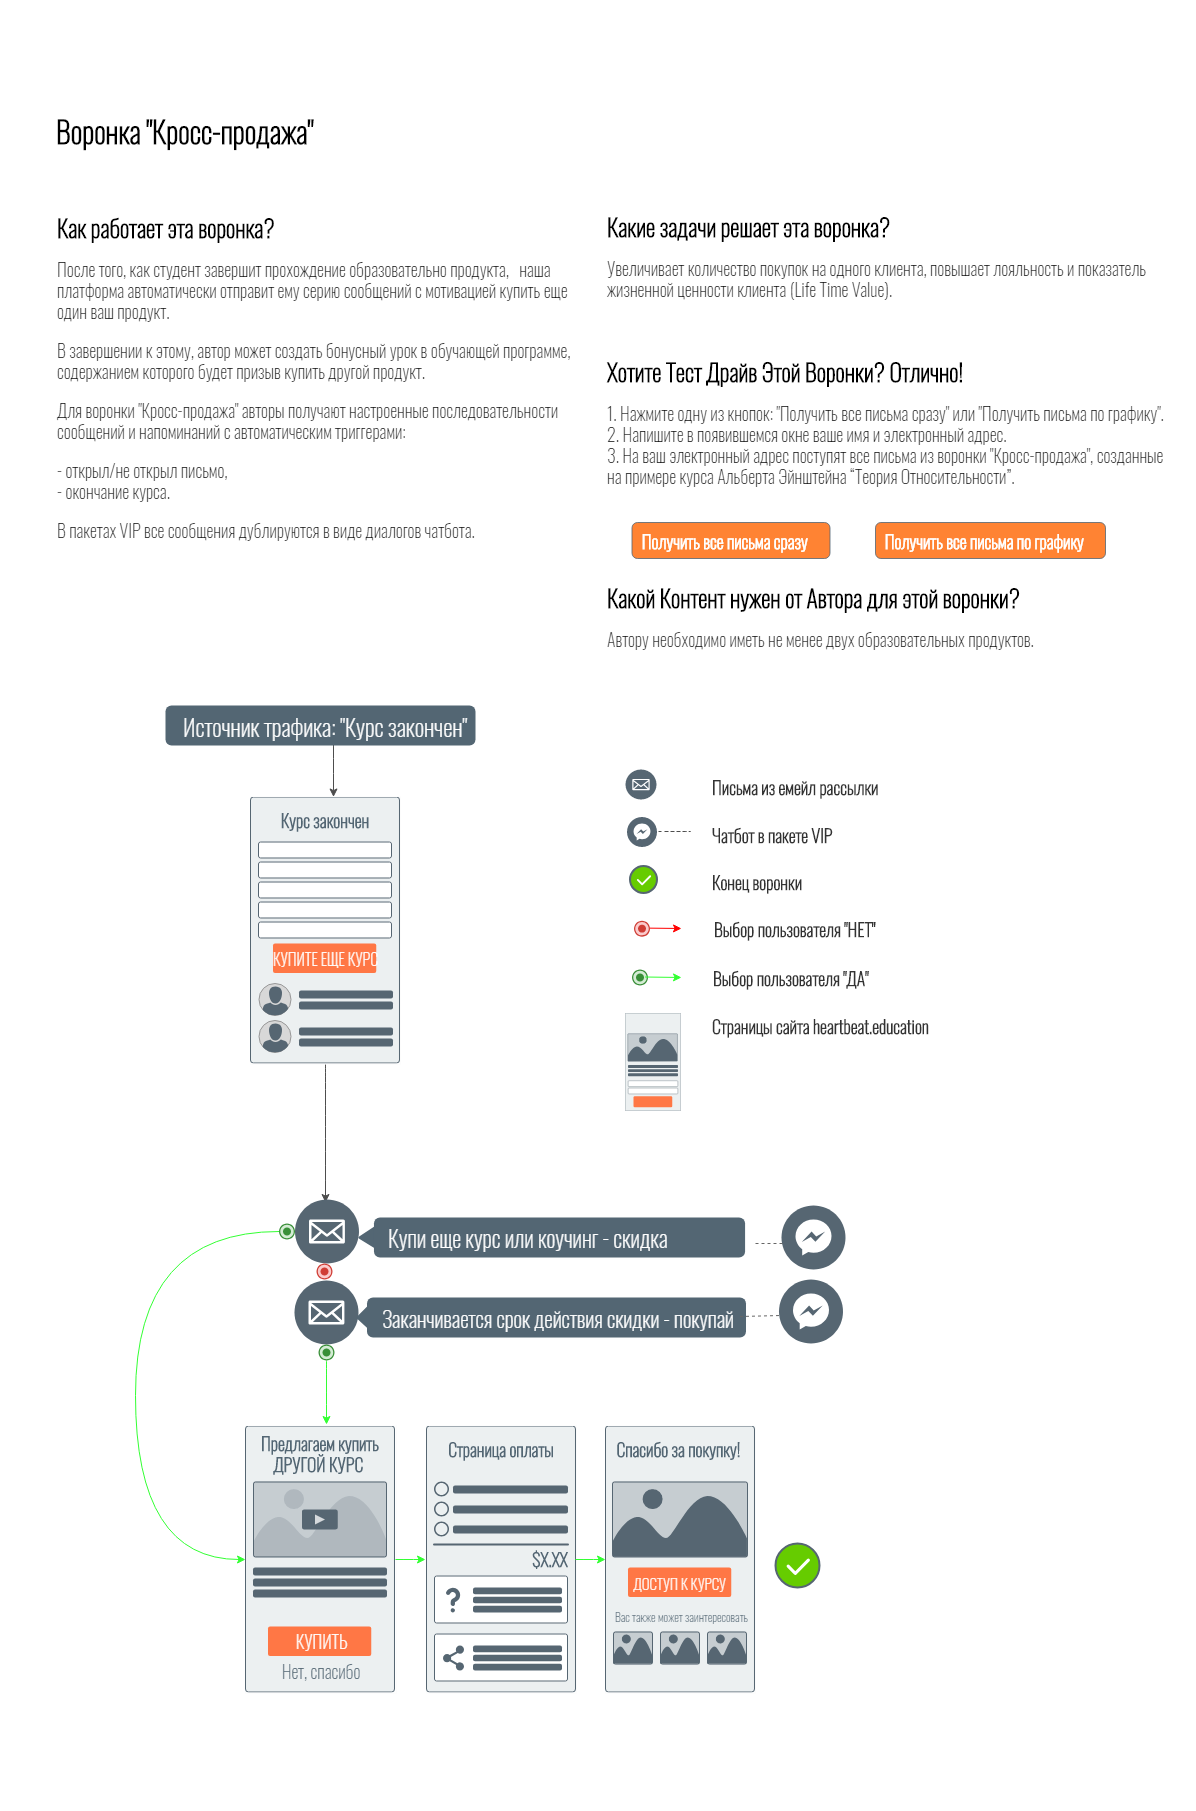 Воронка "Кросс-продажа"
Как работает эта воронка?
После того, как студент завершит прохождение образовательно продукта, наша
платформа автоматически отправит ему серию сообщений с мотивацией купить еще
один ваш продукт.
В завершении к этому, автор может создать бонусный урок в обучающей программе,
содержанием которого будет призыв купить другой продукт.
Для воронки "Кросс-продажа" авторы получают настроенные последовательности
сообщений и напоминаний с автоматическим триггерами:
- открыл/не открыл письмо,
- окончание курса.
В пакетах VIP все сообщения дублируются в виде диалогов чатбота.
Какие задачи решает эта воронка?
Увеличивает количество покупок на одного клиента, повышает лояльность и показатель
жизненной ценности клиента (Life Time Value).
Хотите Тест Драйв Этой Воронки? Отлично!
1. Нажмите одну из кнопок: "Получить все письма сразу" или "Получить письма по графику".
2. Напишите в появившемся окне ваше имя и электронный адрес.
3. На ваш электронный адрес поступят все письма из воронки "Кросс-продажа", созданные
на примере курса Альберта Эйнштейна “Теория Относительности”.
Получить все письма сразу
Получить все письма по графику
Какой Контент нужен от Автора для этой воронки?
Автору необходимо иметь не менее двух образовательных продуктов.
Источник трафика: "Курс закончен"
Курс закончен
КУПИТЕ ЕЩЕ КУРС
Письма из емейл рассылки
Чатбот в пакете VIP
Конец воронки
Выбор пользователя "НЕТ"
Выбор пользователя "ДА"
Страницы сайта heartbeat.education
Купи еще курс или коучинг - скидка
Заканчивается срок действия скидки - покупай
Предлагаем купить
ДРУГОЙ КУРС
КУПИТЬ
Нет, спасибо
Страница оплаты
$X.XX
?
Спасибо за покупку!
ДОСТУП К КУРСУ
Вас также может заинтересовать